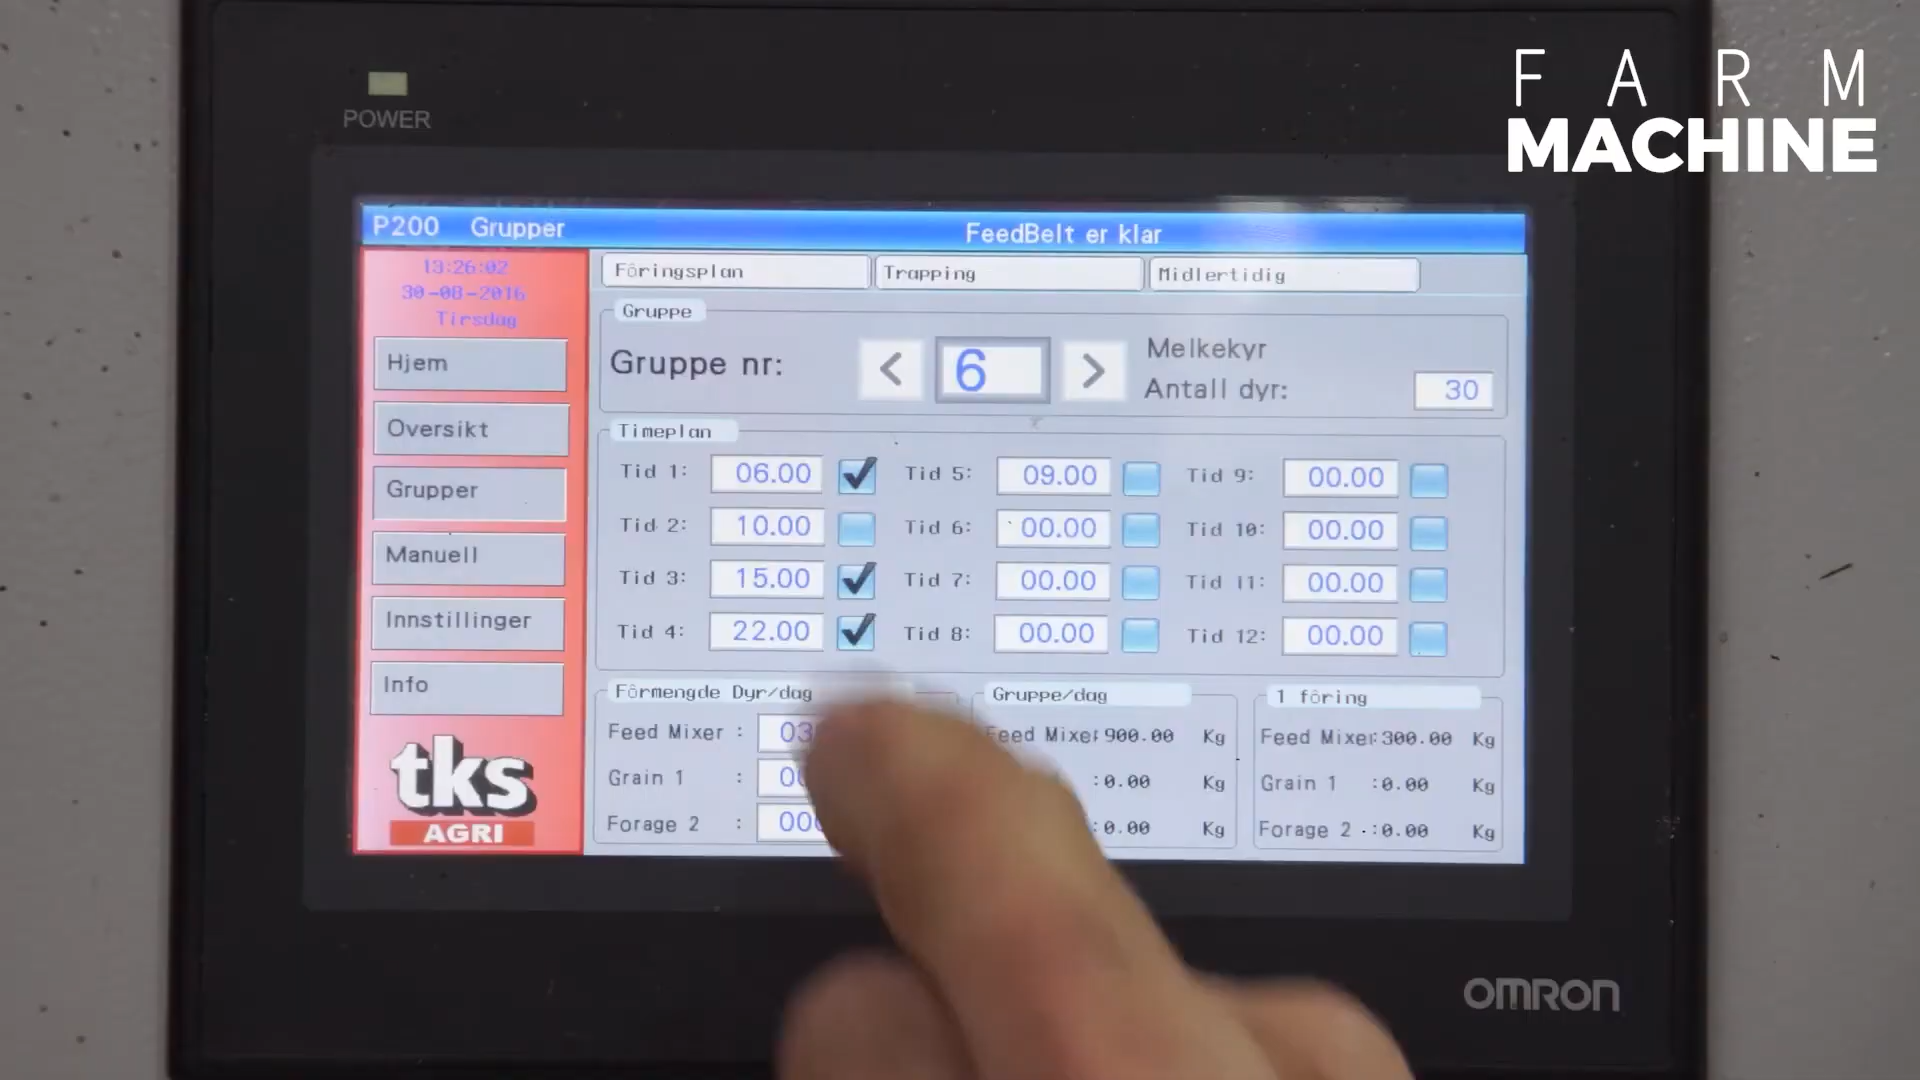 FARM
MACHINE
POWER
P200 Grupper FeedBelt er klar
13:26:02
30-08-2016
Tirsdag
Hjem
Oversikt
Grupper
Manuell
Innstillinger
Info
tks
AGRI
Fôringsplan Trapping Midlertidig
Gruppe
Gruppe nr: < 6 > Melkekyr
Antall dyr: 30
Timeplan
Tid 1: 06.00 Tid 5: 09.00 Tid 9: 00.00
Tid 2: 10.00 Tid 6: 00.00 Tid 10: 00.00
Tid 3: 15.00 Tid 7: 00.00 Tid 11: 00.00
Tid 4: 22.00 Tid 8: 00.00 Tid 12: 00.00
Fôrmengde Dyr/dag Gruppe/dag 1 fôring
Feed Mixer : Feed Mixer 900.00 Kg Feed Mixer:300.00 Kg
Grain 1 : :0.00 Kg Grain 1 :0.00 Kg
Forage 2 : :0.00 Kg Forage 2 :0.00 Kg
OMRON